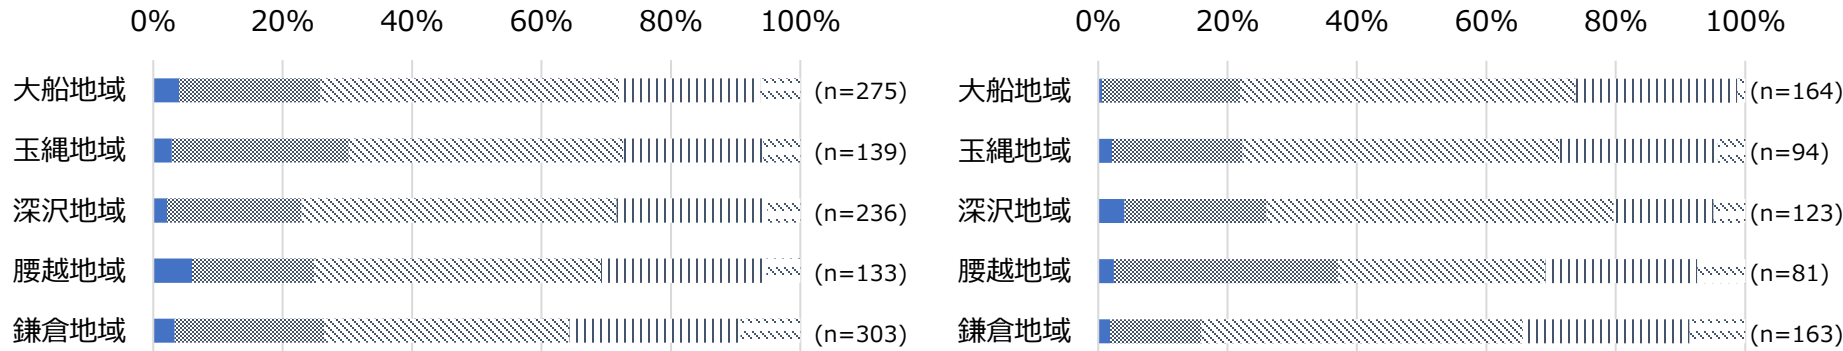 0% 20% 40% 60% 80% 100%
大船地域 (n=275)
玉縄地域 (n=139)
深沢地域 (n=236)
腰越地域 (n=133)
鎌倉地域 (n=303)
0% 20% 40% 60% 80% 100%
大船地域 (n=164)
玉縄地域 (n=94)
深沢地域 (n=123)
腰越地域 (n=81)
鎌倉地域 (n=163)